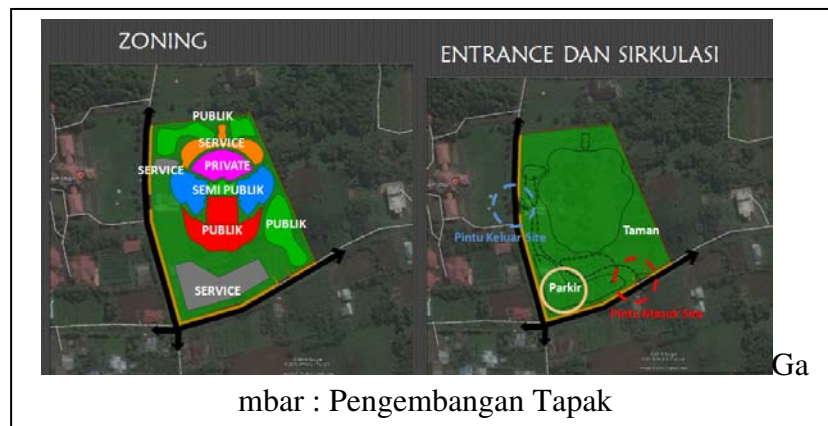 ZONING
PUBLIK
SERVICE
SERVICE
PRIVATE
SEMI PUBLIK
PUBLIK
PUBLIK
SERVICE
ENTRANCE DAN SIRKULASI
Pintu Keluar Site
Taman
Parkir
Pintu Masuk Site
Ga
mbar : Pengembangan Tapak